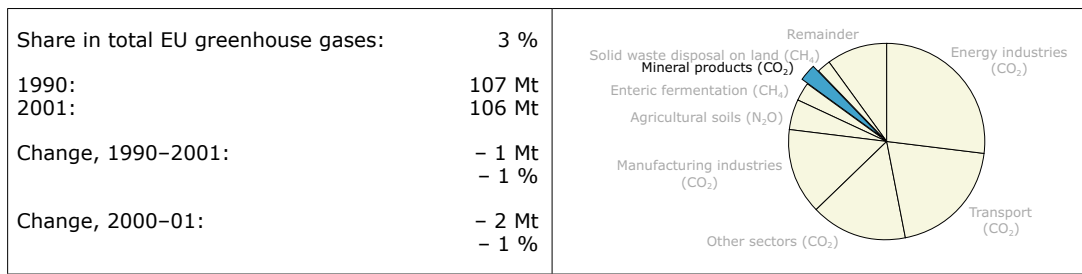 Share in total EU greenhouse gases: 3 %
1990: 107 Mt
2001: 106 Mt
Change, 1990–2001: – 1 Mt
– 1 %
Change, 2000–01: – 2 Mt
– 1 %
Remainder
Solid waste disposal on land (CH₄)
Mineral products (CO₂)
Enteric fermentation (CH₄)
Agricultural soils (N₂O)
Manufacturing industries
(CO₂)
Other sectors (CO₂)
Energy industries
(CO₂)
Transport
(CO₂)